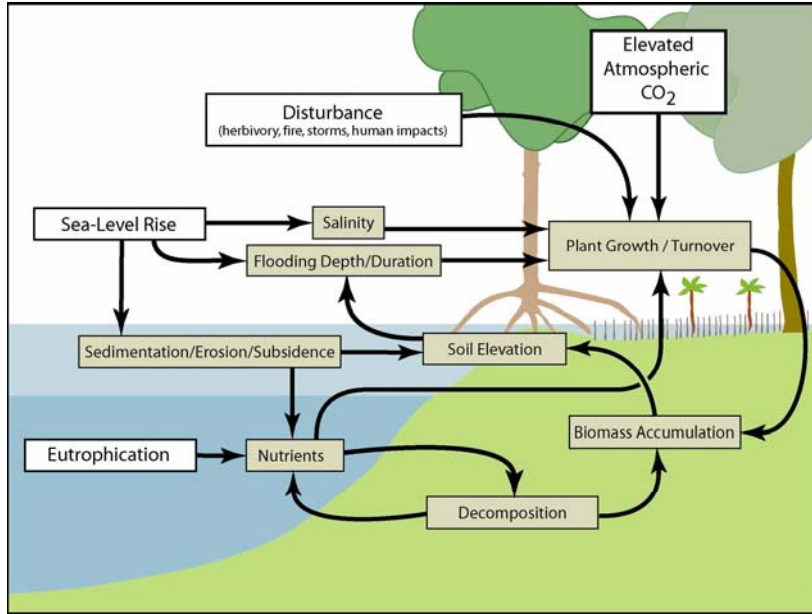 Elevated
Atmospheric
CO2
Disturbance
(herbivory, fire, storms, human impacts)
Sea-Level Rise
Salinity
Plant Growth / Turnover
Flooding Depth/Duration
Sedimentation/Erosion/Subsidence
Soil Elevation
Biomass Accumulation
Eutrophication
Nutrients
Decomposition